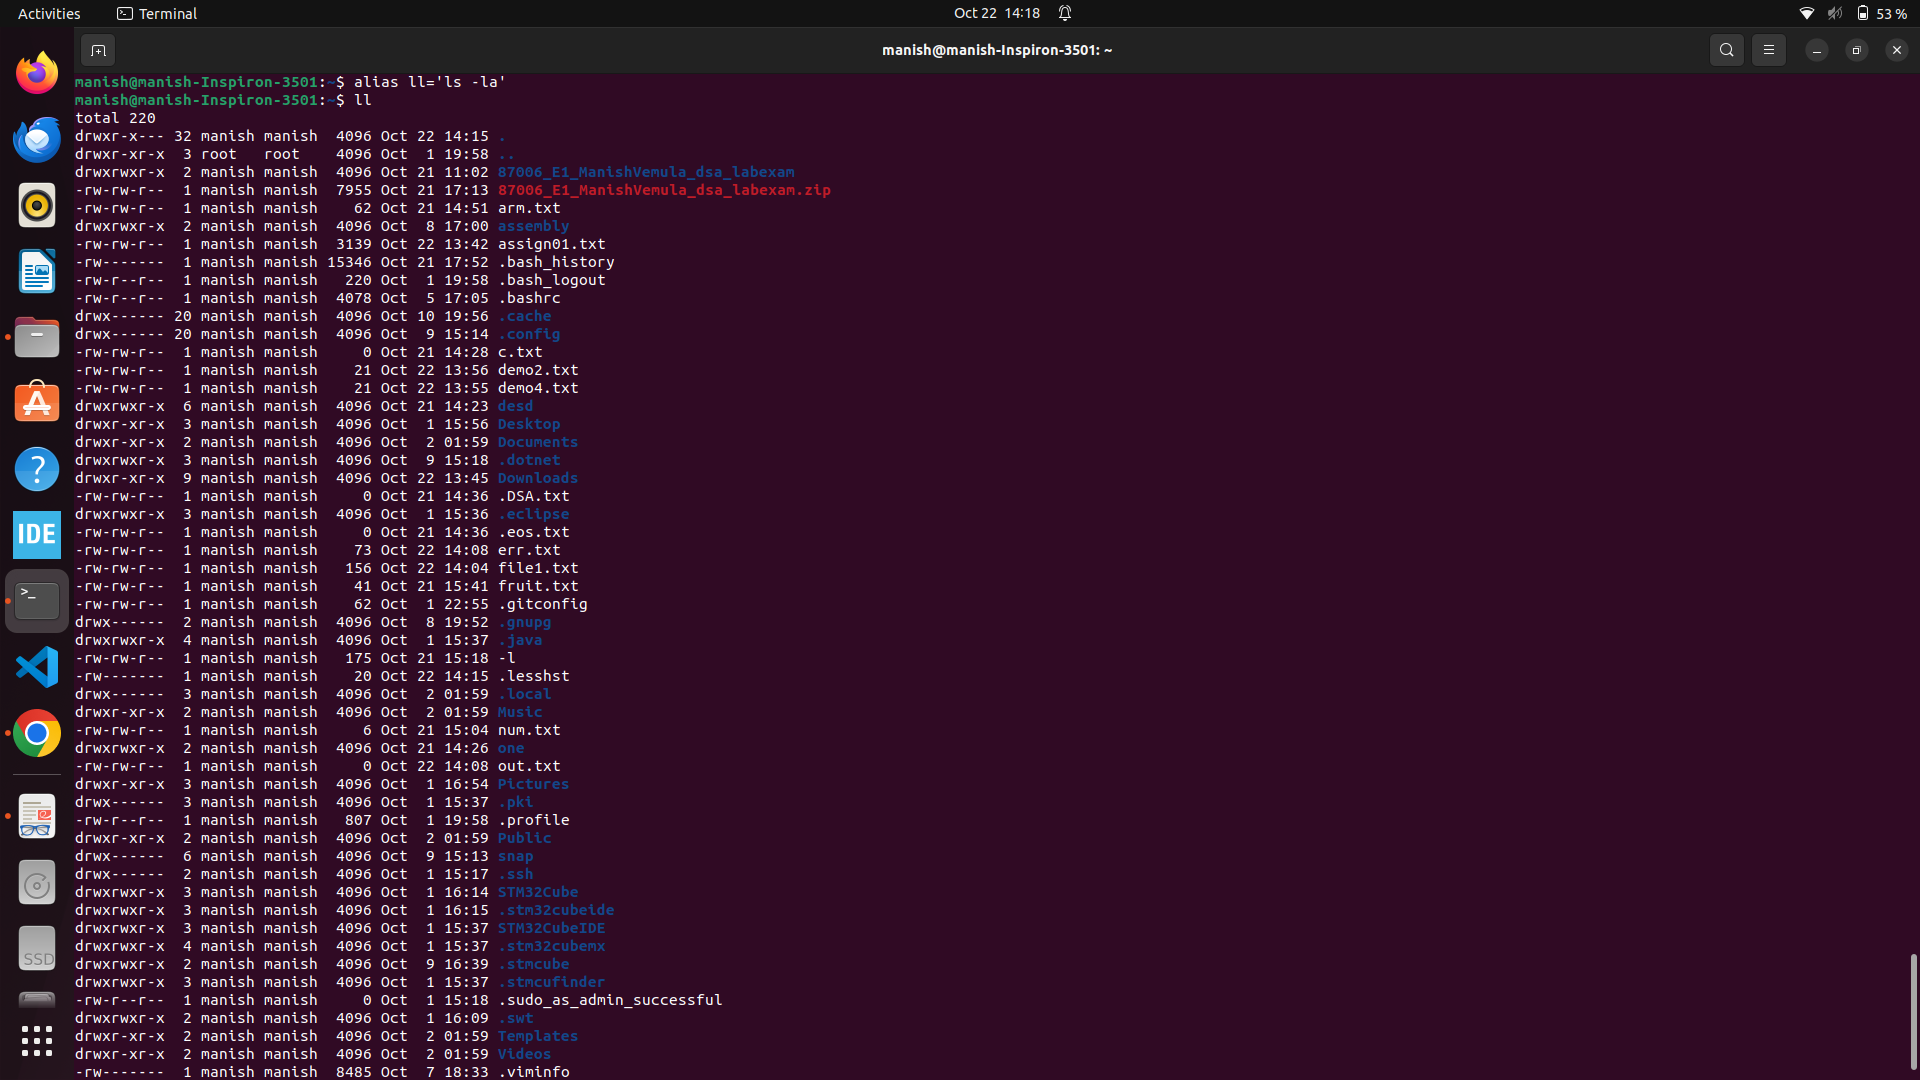 Activities Terminal Oct 22 14:18 53 %
manish@manish-Inspiron-3501: ~
manish@manish-Inspiron-3501:~$ alias ll='ls -la'
manish@manish-Inspiron-3501:~$ ll
total 220
drwxr-x--- 32 manish manish  4096 Oct 22 14:15 .
drwxr-xr-x  3 root   root    4096 Oct  1 19:58 ..
drwxrwxr-x  2 manish manish  4096 Oct 21 11:02 87006_E1_ManishVemula_dsa_labexam
-rw-rw-r--  1 manish manish  7955 Oct 21 17:13 87006_E1_ManishVemula_dsa_labexam.zip
-rw-rw-r--  1 manish manish    62 Oct 21 14:51 arm.txt
drwxrwxr-x  2 manish manish  4096 Oct  8 17:00 assembly
-rw-rw-r--  1 manish manish  3139 Oct 22 13:42 assign01.txt
-rw-------  1 manish manish 15346 Oct 21 17:52 .bash_history
-rw-r--r--  1 manish manish   220 Oct  1 19:58 .bash_logout
-rw-r--r--  1 manish manish  4078 Oct  5 17:05 .bashrc
drwx------ 20 manish manish  4096 Oct 10 19:56 .cache
drwx------ 20 manish manish  4096 Oct  9 15:14 .config
-rw-rw-r--  1 manish manish     0 Oct 21 14:28 c.txt
-rw-rw-r--  1 manish manish    21 Oct 22 13:56 demo2.txt
-rw-rw-r--  1 manish manish    21 Oct 22 13:55 demo4.txt
drwxrwxr-x  6 manish manish  4096 Oct 21 14:23 desd
drwxr-xr-x  3 manish manish  4096 Oct  1 15:56 Desktop
drwxr-xr-x  2 manish manish  4096 Oct  2 01:59 Documents
drwxrwxr-x  3 manish manish  4096 Oct  9 15:18 .dotnet
drwxr-xr-x  9 manish manish  4096 Oct 22 13:45 Downloads
-rw-rw-r--  1 manish manish     0 Oct 21 14:36 .DSA.txt
drwxrwxr-x  3 manish manish  4096 Oct  1 15:36 .eclipse
-rw-rw-r--  1 manish manish     0 Oct 21 14:36 .eos.txt
-rw-rw-r--  1 manish manish    73 Oct 22 14:08 err.txt
-rw-rw-r--  1 manish manish   156 Oct 22 14:04 file1.txt
-rw-rw-r--  1 manish manish    41 Oct 21 15:41 fruit.txt
-rw-rw-r--  1 manish manish    62 Oct  1 22:55 .gitconfig
drwx------  2 manish manish  4096 Oct  8 19:52 .gnupg
drwxrwxr-x  4 manish manish  4096 Oct  1 15:37 .java
-rw-rw-r--  1 manish manish   175 Oct 21 15:18 -l
-rw-------  1 manish manish    20 Oct 22 14:15 .lesshst
drwx------  3 manish manish  4096 Oct  2 01:59 .local
drwxr-xr-x  2 manish manish  4096 Oct  2 01:59 Music
-rw-rw-r--  1 manish manish     6 Oct 21 15:04 num.txt
drwxrwxr-x  2 manish manish  4096 Oct 21 14:26 one
-rw-rw-r--  1 manish manish     0 Oct 22 14:08 out.txt
drwxr-xr-x  3 manish manish  4096 Oct  1 16:54 Pictures
drwx------  3 manish manish  4096 Oct  1 15:37 .pki
-rw-r--r--  1 manish manish   807 Oct  1 19:58 .profile
drwxr-xr-x  2 manish manish  4096 Oct  2 01:59 Public
drwx------  6 manish manish  4096 Oct  9 15:13 snap
drwx------  2 manish manish  4096 Oct  1 15:17 .ssh
drwxrwxr-x  3 manish manish  4096 Oct  1 16:14 STM32Cube
drwxrwxr-x  3 manish manish  4096 Oct  1 16:15 .stm32cubeide
drwxrwxr-x  3 manish manish  4096 Oct  1 15:37 STM32CubeIDE
drwxrwxr-x  4 manish manish  4096 Oct  1 15:37 .stm32cubemx
drwxrwxr-x  2 manish manish  4096 Oct  9 16:39 .stmcube
drwxrwxr-x  3 manish manish  4096 Oct  1 15:37 .stmcufinder
-rw-r--r--  1 manish manish     0 Oct  1 15:18 .sudo_as_admin_successful
drwxrwxr-x  2 manish manish  4096 Oct  1 16:09 .swt
drwxr-xr-x  2 manish manish  4096 Oct  2 01:59 Templates
drwxr-xr-x  2 manish manish  4096 Oct  2 01:59 Videos
-rw-------  1 manish manish  8485 Oct  7 18:33 .viminfo
IDE
SSD